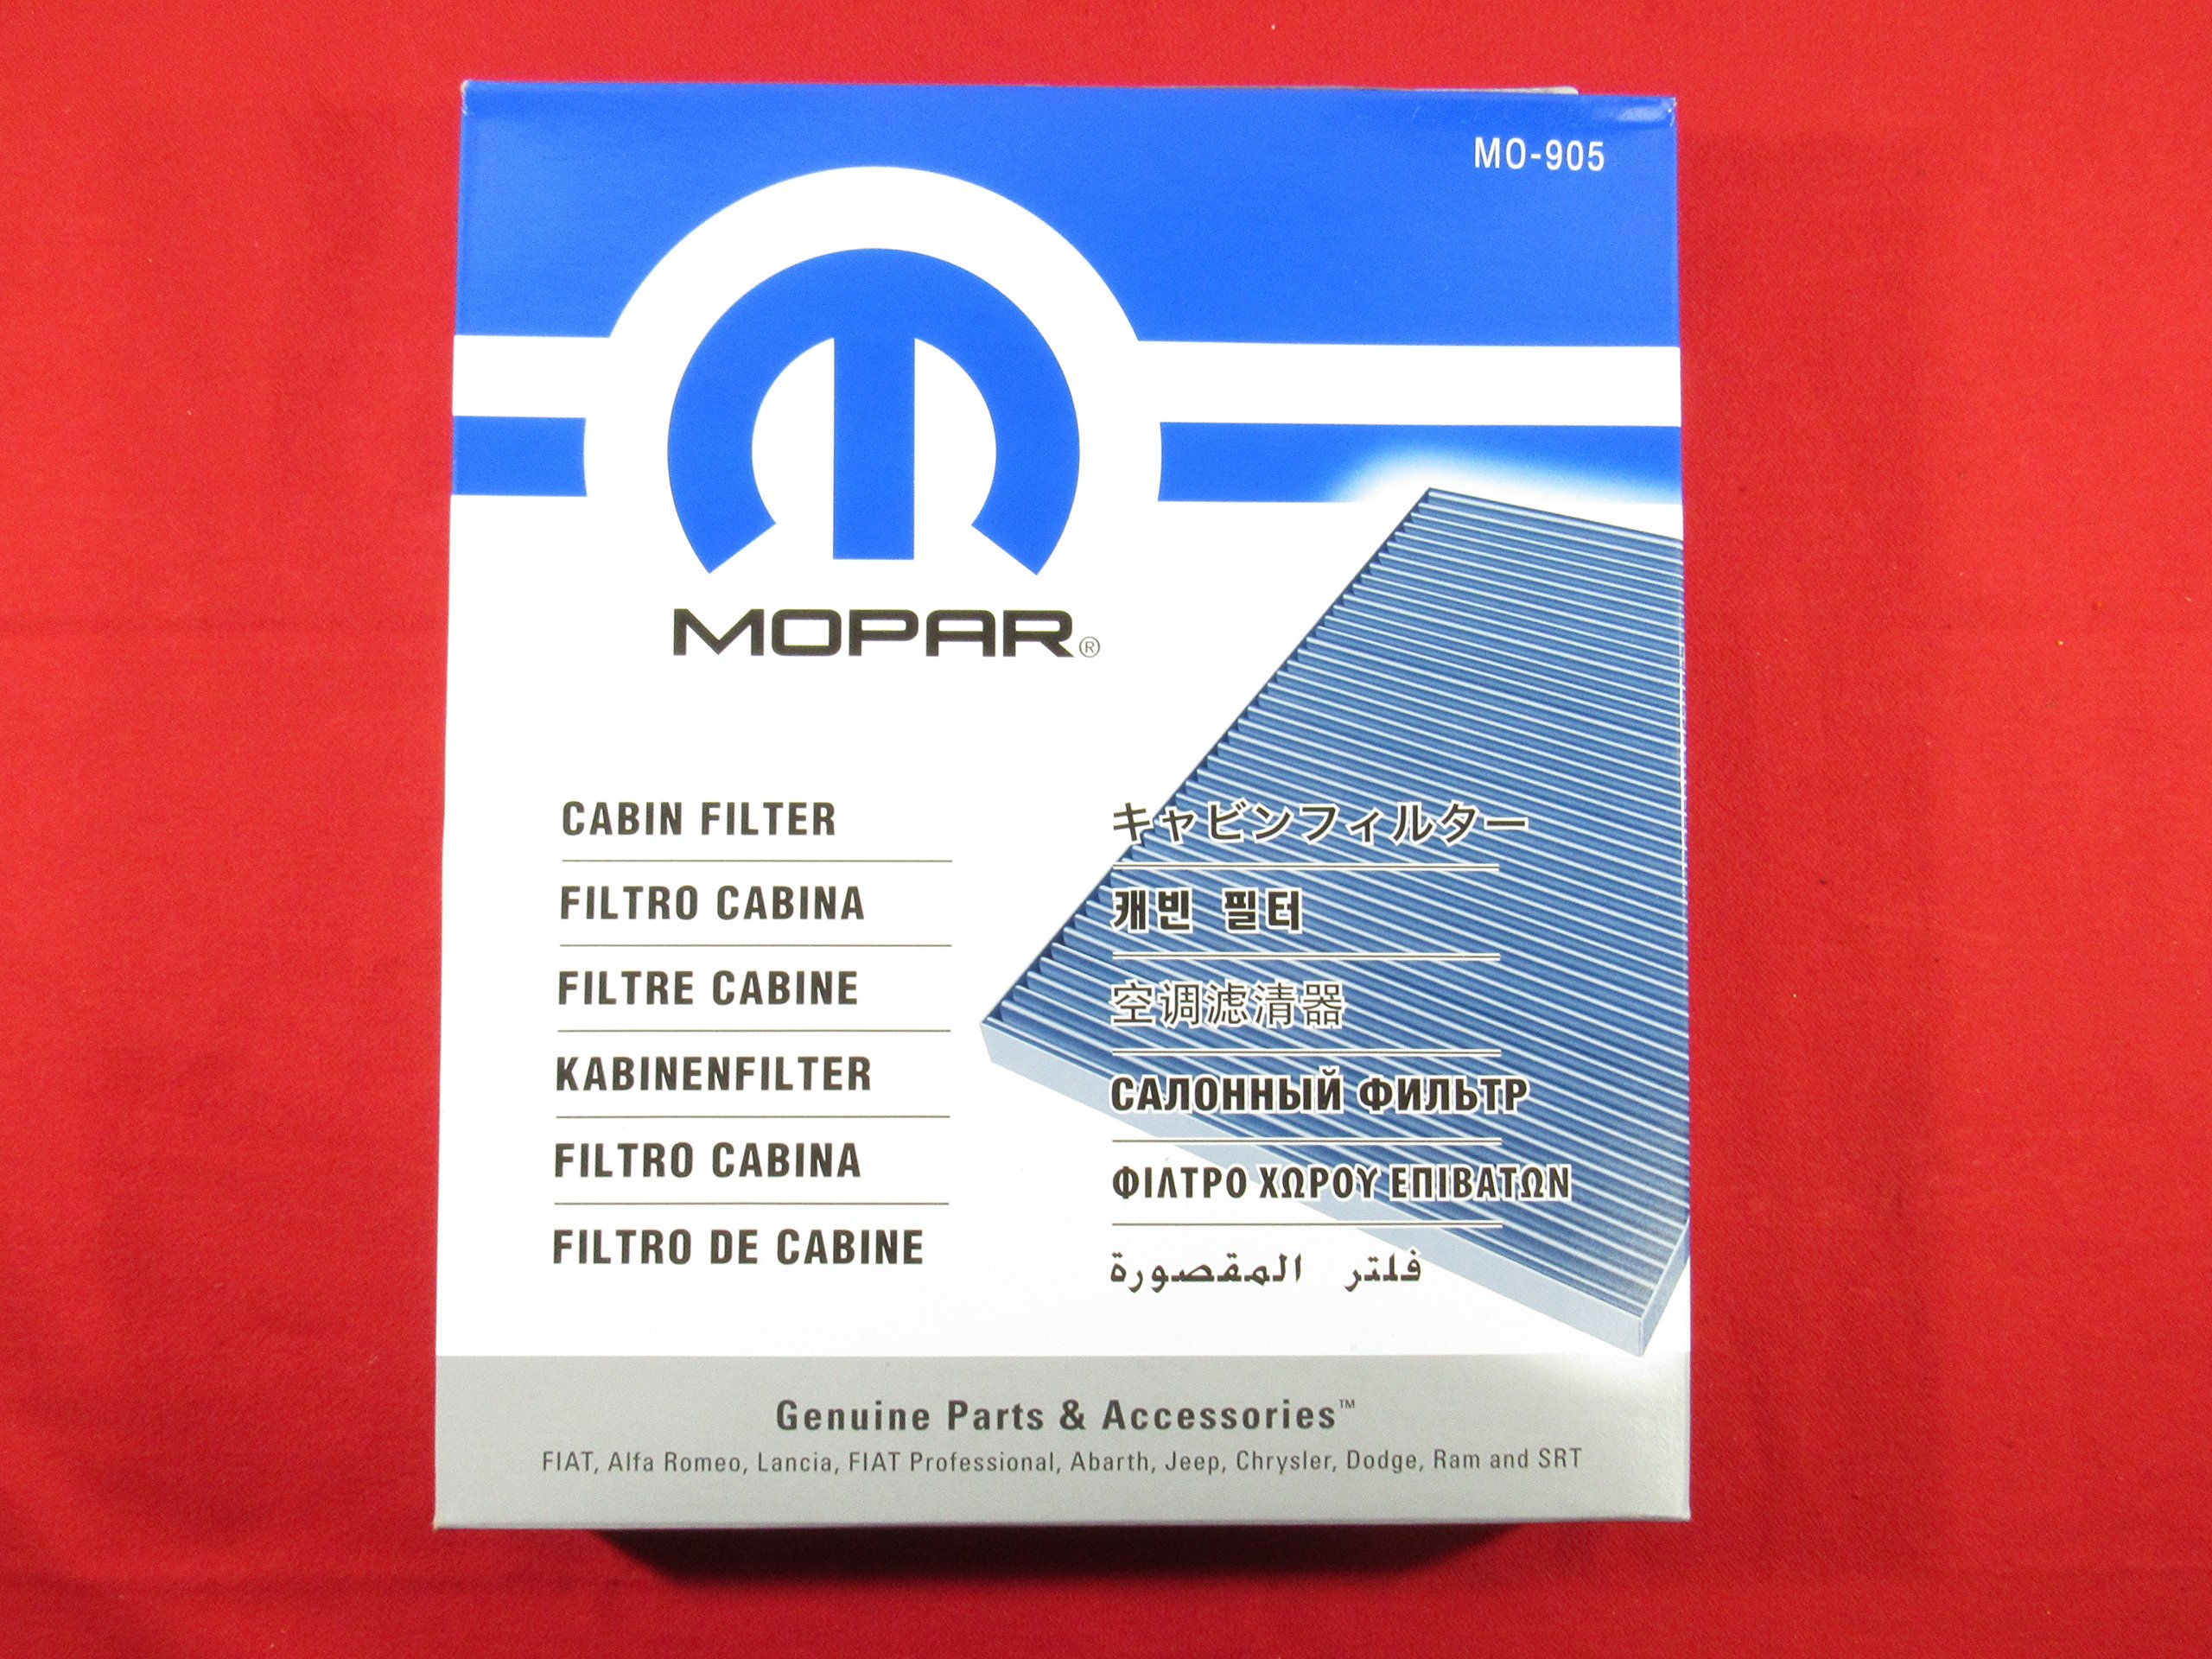 MO-905
MOPAR®
CABIN FILTER
FILTRO CABINA
FILTRE CABINE
KABINENFILTER
FILTRO CABINA
FILTRO DE CABINE
キャビンフィルター
캐빈 필터
空调滤清器
САЛОННЫЙ ФИЛЬТР
ΦΙΛΤΡΟ ΧΩΡΟΥ ΕΠΙΒΑΤΩΝ
فلتر المقصورة
Genuine Parts & Accessories™
FIAT, Alfa Romeo, Lancia, FIAT Professional, Abarth, Jeep, Chrysler, Dodge, Ram and SRT